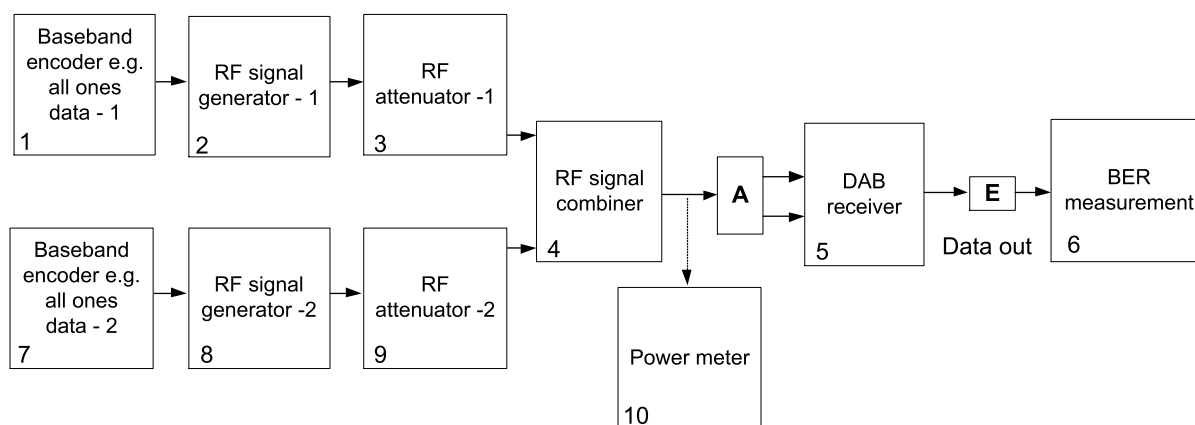 Baseband
encoder e.g.
all ones
data - 1
1
RF signal
generator - 1
2
RF
attenuator -1
3
RF signal
combiner
4
A
DAB
receiver
5
E
Data out
BER
measurement
6
Baseband
encoder e.g.
all ones
data - 2
7
RF signal
generator -2
8
RF
attenuator -2
9
Power meter
10